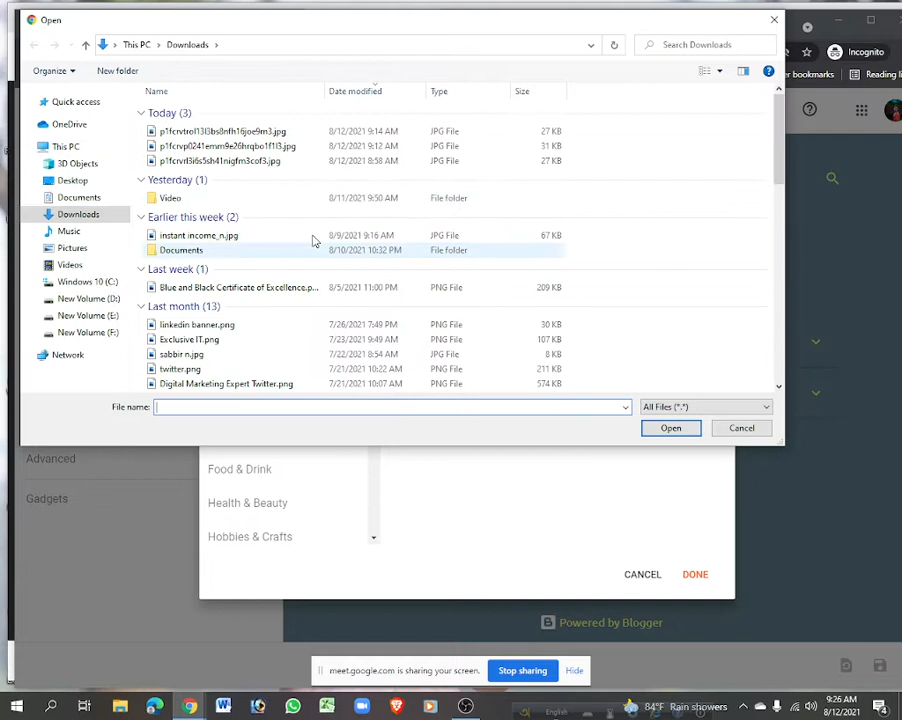 Open
This PC > Downloads >
Search Downloads
Incognito
Organize
New folder
r bookmarks
Reading li
Name
Date modified
Type
Size
Quick access
OneDrive
This PC
3D Objects
Desktop
Documents
Downloads
Music
Pictures
Videos
Windows 10 (C:)
New Volume (D:)
New Volume (E:)
New Volume (F:)
Network
Today (3)
8/12/2021 9:14 AM JPG File 27 KB
8/12/2021 9:12 AM JPG File 31 KB
8/12/2021 8:58 AM JPG File 27 KB
Yesterday (1)
Video 8/11/2021 9:50 AM File folder
Earlier this week (2)
instant income_n.jpg 8/9/2021 9:16 AM JPG File 67 KB
Documents 8/10/2021 10:32 PM File folder
Last week (1)
Blue and Black Certificate of Excellence.p... 8/5/2021 11:00 PM PNG File 209 KB
Last month (13)
linkedin banner.png 7/26/2021 7:49 PM PNG File 30 KB
Exclusive IT.png 7/23/2021 9:49 AM PNG File 107 KB
sabbir n.jpg 7/22/2021 8:54 AM JPG File 8 KB
twitter.png 7/21/2021 10:22 AM PNG File 211 KB
Digital Marketing Expert Twitter.png 7/21/2021 10:07 AM PNG File 574 KB
File name:
All Files (*.*)
Open
Cancel
Advanced
Gadgets
Food & Drink
Health & Beauty
Hobbies & Crafts
CANCEL
DONE
Powered by Blogger
meet.google.com is sharing your screen.
Stop sharing
Hide
English
84°F Rain showers
9:26 AM
8/12/2021
4